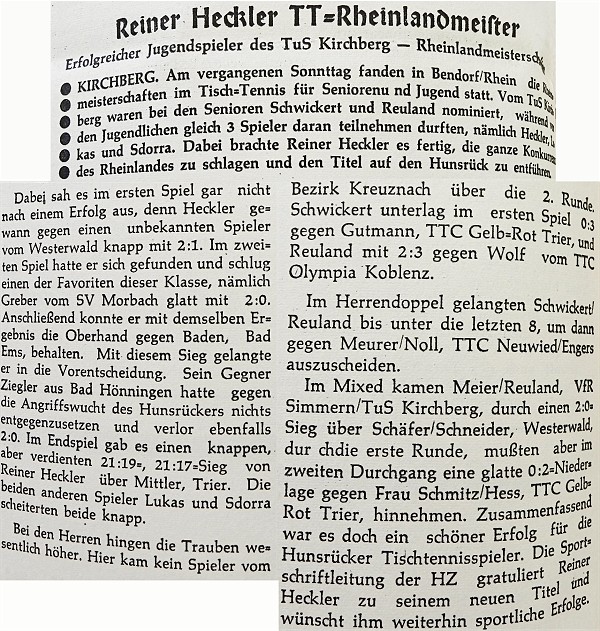 Reiner Heckler TT=Rheinlandmeister
Erfolgreicher Jugendspieler des TuS Kirchberg — Rheinlandmeistersch
● KIRCHBERG. Am vergangenen Sonnttag fanden in Bendorf/Rhein die
● meisterschaften im Tisch=Tennis für Seniorenu nd Jugend statt. Vom TuS
● berg waren bei den Senioren Schwickert und Reuland nominiert, während
● den Jugendlichen gleich 3 Spieler daran teilnehmen durften, nämlich Heckler, Lu
● kas und Sdorra. Dabei brachte Reiner Heckler es fertig, die ganze Konkurrenz
● des Rheinlandes zu schlagen und den Titel auf den Hunsrück zu entführen.
Dabej sah es im ersten Spiel gar nicht
nach einem Erfolg aus, denn Heckler ge=
wann gegen einen unbekannten Spieler
vom Westerwald knapp mit 2:1. Im zwei=
ten Spiel hatte er sich gefunden und schlug
einen der Favoriten dieser Klasse, nämlich
Greber vom SV Morbach glatt mit 2:0.
Anschließend konnte er mit demselben Er=
gebnis die Oberhand gegen Baden, Bad
Ems, behalten. Mit diesem Sieg gelangte
er in die Vorentscheidung. Sein Gegner
Ziegler aus Bad Hönningen hatte gegen
die Angriffswucht des Hunsrückers nichts
entgegenzusetzen und verlor ebenfalls
2:0. Im Endspiel gab es einen knappen,
aber verdienten 21:19=, 21:17=Sieg von
Reiner Heckler über Mittler, Trier. Die
beiden anderen Spieler Lukas und Sdorra
scheiterten beide knapp.
Bei den Herren hingen die Trauben we=
sentlich höher. Hier kam kein Spieler vom
Bezirk Kreuznach über die 2. Runde.
Schwickert unterlag im ersten Spiel 0:3
gegen Gutmann, TTC Gelb=Rot Trier, und
Reuland mit 2:3 gegen Wolf vom TTC
Olympia Koblenz.
Im Herrendoppel gelangten Schwickert/
Reuland bis unter die letzten 8, um dann
gegen Meurer/Noll, TTC Neuwied/Engers
auszuscheiden.
Im Mixed kamen Meier/Reuland, VfR
Simmern/TuS Kirchberg, durch einen 2:0=
Sieg über Schäfer/Schneider, Westerwald,
dur chdie erste Runde, mußten aber im
zweiten Durchgang eine glatte 0:2=Nieder=
lage gegen Frau Schmitz/Hess, TTC Gelb=
Rot Trier, hinnehmen. Zusammenfassend
war es doch ein schöner Erfolg für die
Hunsrücker Tischtennisspieler. Die Sport=
schriftleitung der HZ gratuliert Reiner
Heckler zu seinem neuen Titel und
wünscht ihm weiterhin sportliche Erfolge.